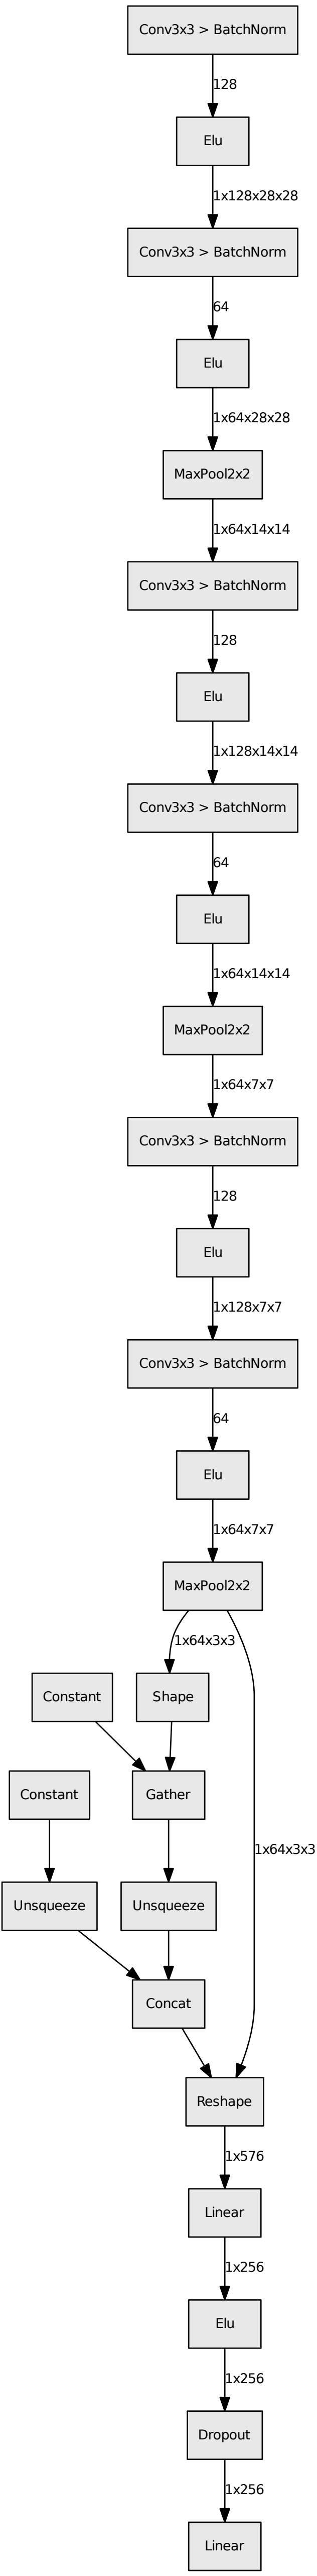 Conv3x3 > BatchNorm
128
Elu
1x128x28x28
Conv3x3 > BatchNorm
64
Elu
1x64x28x28
MaxPool2x2
1x64x14x14
Conv3x3 > BatchNorm
128
Elu
1x128x14x14
Conv3x3 > BatchNorm
64
Elu
1x64x14x14
MaxPool2x2
1x64x7x7
Conv3x3 > BatchNorm
128
Elu
1x128x7x7
Conv3x3 > BatchNorm
64
Elu
1x64x7x7
MaxPool2x2
1x64x3x3
Constant
Shape
Constant
Gather
1x64x3x3
Unsqueeze
Unsqueeze
Concat
Reshape
1x576
Linear
1x256
Elu
1x256
Dropout
1x256
Linear